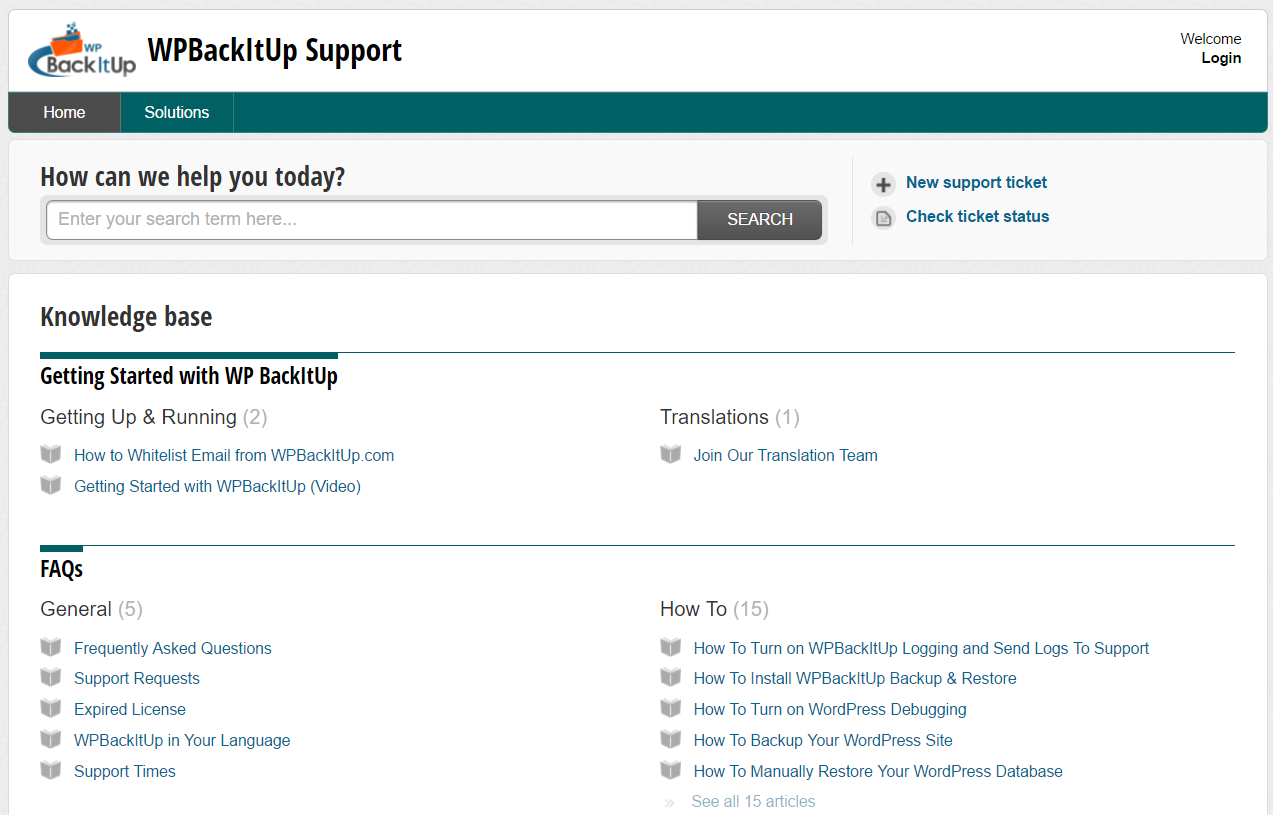 WP
BackItUp
WPBackItUp Support
Welcome
Login
Home
Solutions
How can we help you today?
Enter your search term here...
SEARCH
New support ticket
Check ticket status
Knowledge base
Getting Started with WP BackItUp
Getting Up & Running (2)
How to Whitelist Email from WPBackItUp.com
Getting Started with WPBackItUp (Video)
Translations (1)
Join Our Translation Team
FAQs
General (5)
Frequently Asked Questions
Support Requests
Expired License
WPBackItUp in Your Language
Support Times
How To (15)
How To Turn on WPBackItUp Logging and Send Logs To Support
How To Install WPBackItUp Backup & Restore
How To Turn on WordPress Debugging
How To Backup Your WordPress Site
How To Manually Restore Your WordPress Database
» See all 15 articles